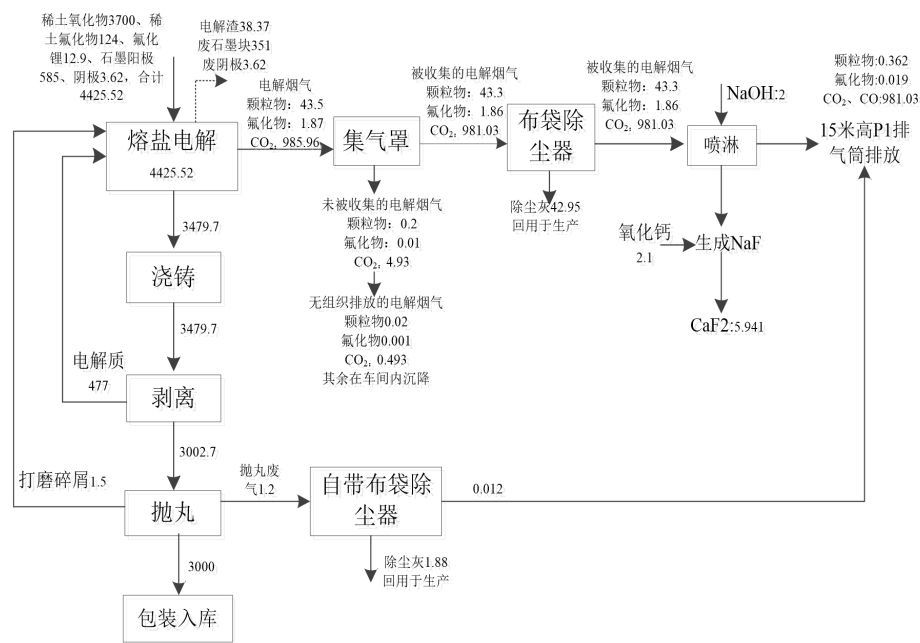 稀土氧化物3700、稀
土氟化物124、氟化
锂12.9、石墨阳极
585、阴极3.62，合计
4425.52
电解渣38.37
废石墨块351
废阴极3.62
熔盐电解
4425.52
电解烟气
颗粒物：43.5
氟化物：1.87
CO₂, 985.96
集气罩
被收集的电解烟气
颗粒物：43.3
氟化物：1.86
CO₂, 981.03
布袋除
尘器
被收集的电解烟气
颗粒物：43.3
氟化物：1.86
CO₂, 981.03
NaOH:2
喷淋
颗粒物:0.362
氟化物:0.019
CO₂、CO:981.03
15米高P1排
气筒排放
未被收集的电解烟气
颗粒物：0.2
氟化物：0.01
CO₂: 4.93
无组织排放的电解烟气
颗粒物0.02
氟化物0.001
CO₂: 0.493
其余在车间内沉降
除尘灰42.95
回用于生产
氧化钙
2.1
生成NaF
CaF2:5.941
3479.7
浇铸
3479.7
电解质
477
剥离
3002.7
打磨碎屑1.5
抛丸
抛丸废
气1.2
自带布袋除
尘器
0.012
除尘灰1.88
回用于生产
3000
包装入库